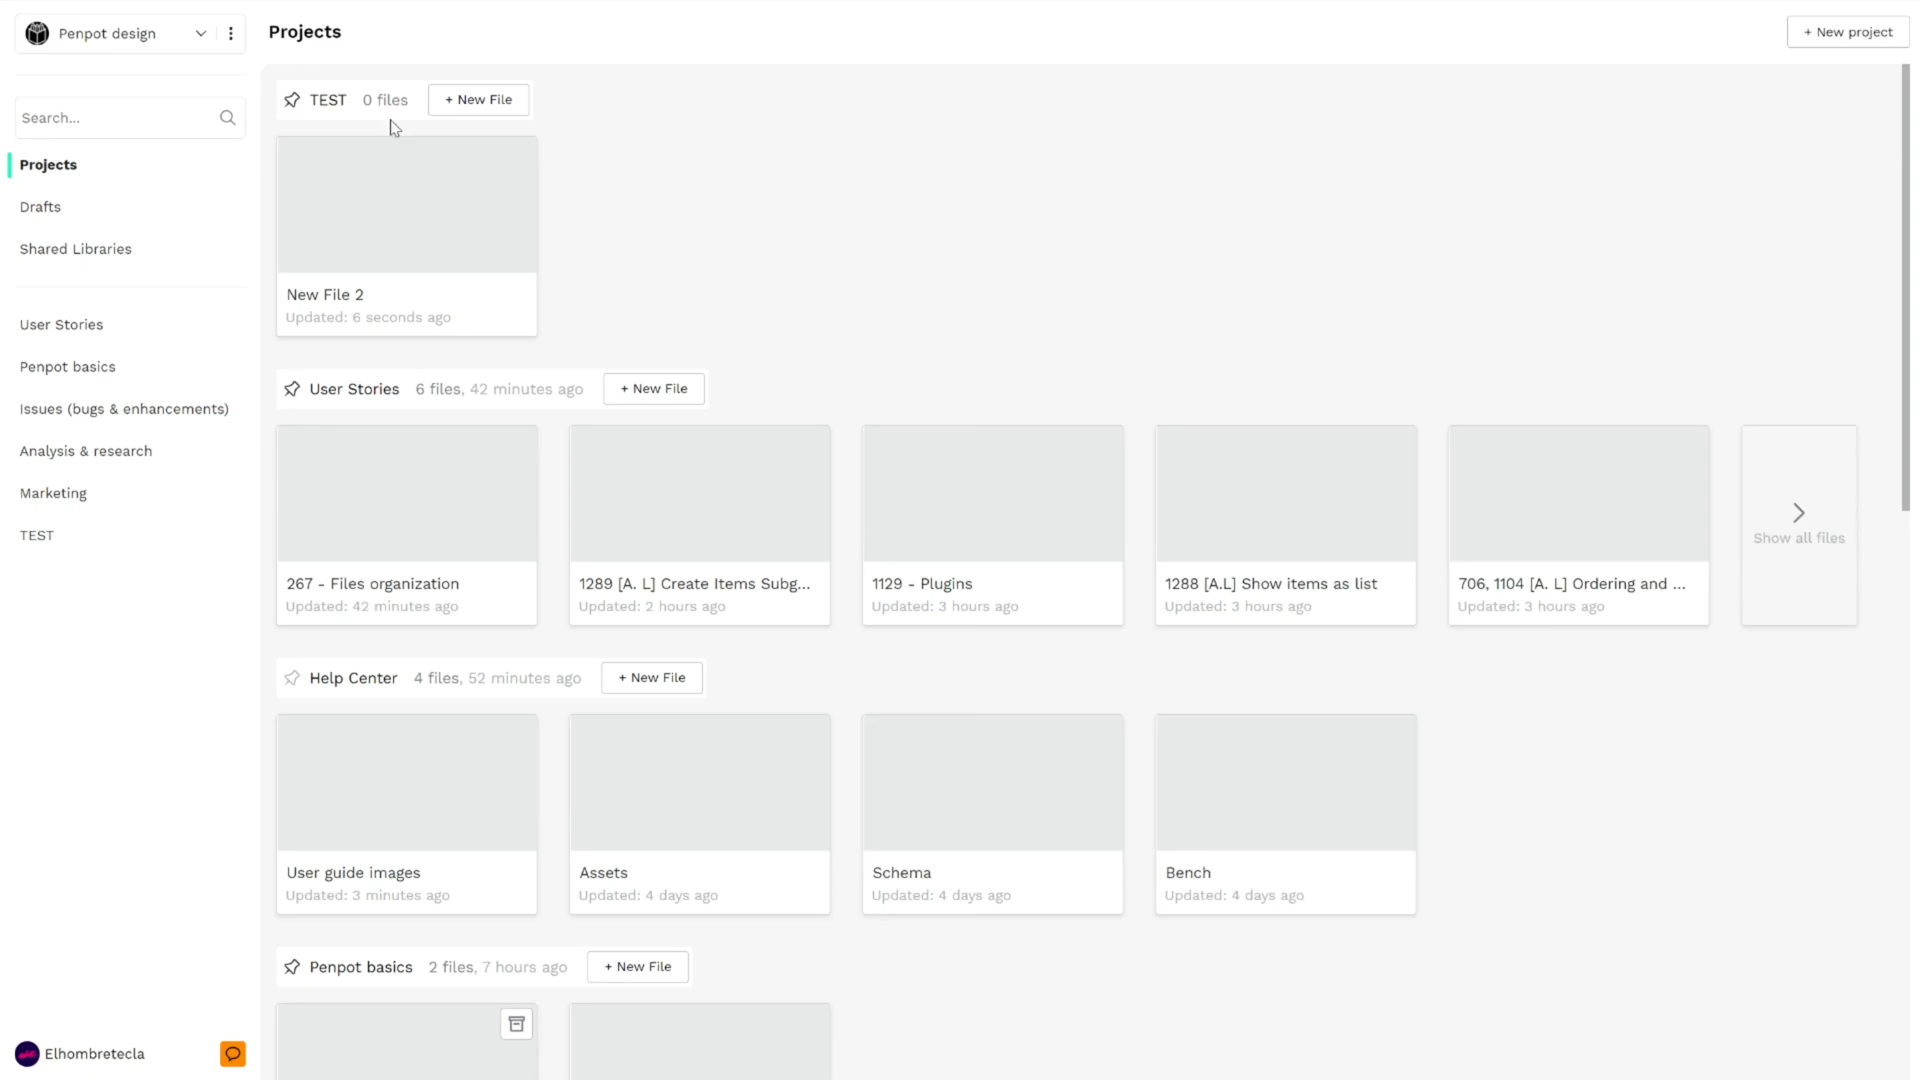 Penpot design
Projects
+ New project
Search...
Projects
Drafts
Shared Libraries
User Stories
Penpot basics
Issues (bugs & enhancements)
Analysis & research
Marketing
TEST
Elhombretecla
TEST 0 files + New File
New File 2
Updated: 6 seconds ago
User Stories 6 files, 42 minutes ago + New File
267 - Files organization
Updated: 42 minutes ago
1289 [A. L] Create Items Subg...
Updated: 2 hours ago
1129 - Plugins
Updated: 3 hours ago
1288 [A.L] Show items as list
Updated: 3 hours ago
706, 1104 [A. L] Ordering and ...
Updated: 3 hours ago
Show all files
Help Center 4 files, 52 minutes ago + New File
User guide images
Updated: 3 minutes ago
Assets
Updated: 4 days ago
Schema
Updated: 4 days ago
Bench
Updated: 4 days ago
Penpot basics 2 files, 7 hours ago + New File